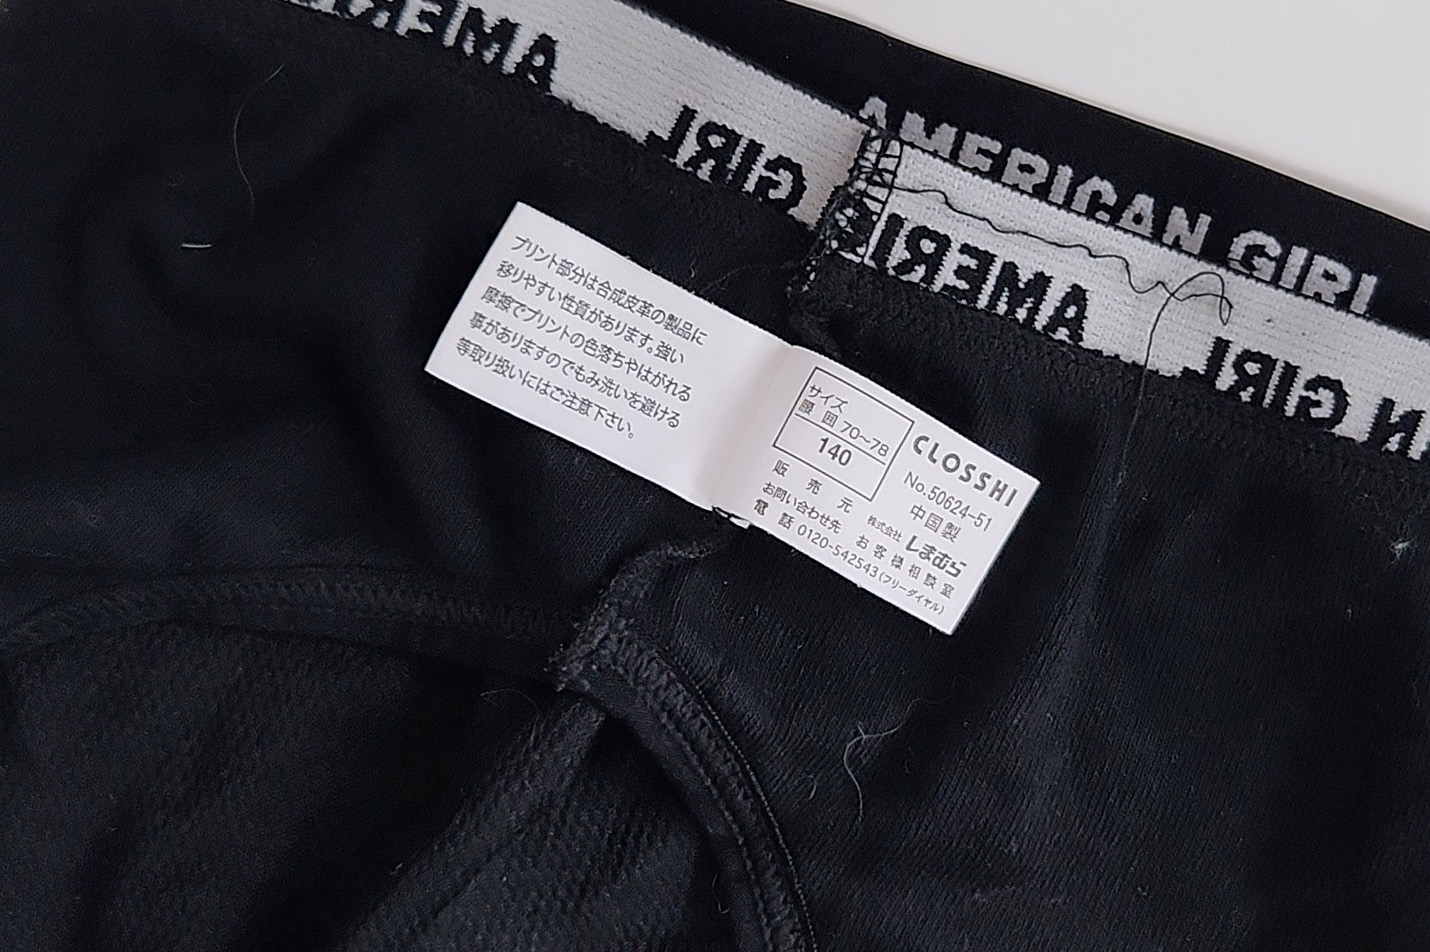 AMERICAN GIRL
AMERI
GIRL
AMERI
GIRL
N
プリント部分は合成皮革の製品に
移りやすい性質があります。強い
摩擦でプリントの色落ちやはがれる
事がありますのでもみ洗いを避ける
等取り扱いにはご注意下さい。
サイズ
腰囲 70～78
140
CLOSSHI
No.50624-51
中国製
販売元 株式会社 しまむら
お問い合わせ先 お客様相談室
電話 0120-542543(フリーダイヤル)